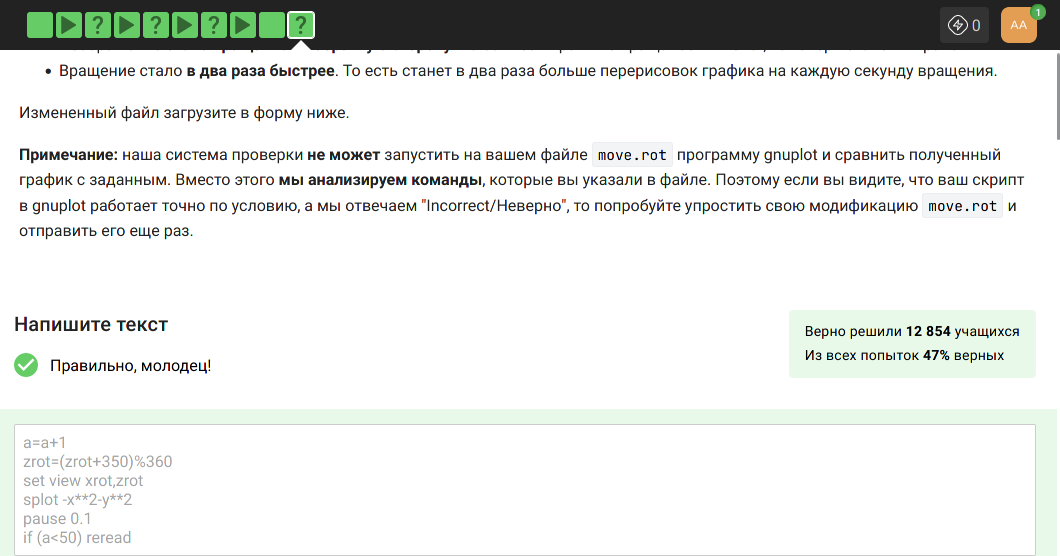 ? ? ? ?
0
AA
1
Вращение стало в два раза быстрее. То есть станет в два раза больше перерисовок графика на каждую секунду вращения.
Измененный файл загрузите в форму ниже.
Примечание: наша система проверки не может запустить на вашем файле move.rot программу gnuplot и сравнить полученный
график с заданным. Вместо этого мы анализируем команды, которые вы указали в файле. Поэтому если вы видите, что ваш скрипт
в gnuplot работает точно по условию, а мы отвечаем "Incorrect/Неверно", то попробуйте упростить свою модификацию move.rot и
отправить его еще раз.
Напишите текст
Верно решили 12 854 учащихся
Из всех попыток 47% верных
Правильно, молодец!
a=a+1
zrot=(zrot+350)%360
set view xrot,zrot
splot -x**2-y**2
pause 0.1
if (a<50) reread